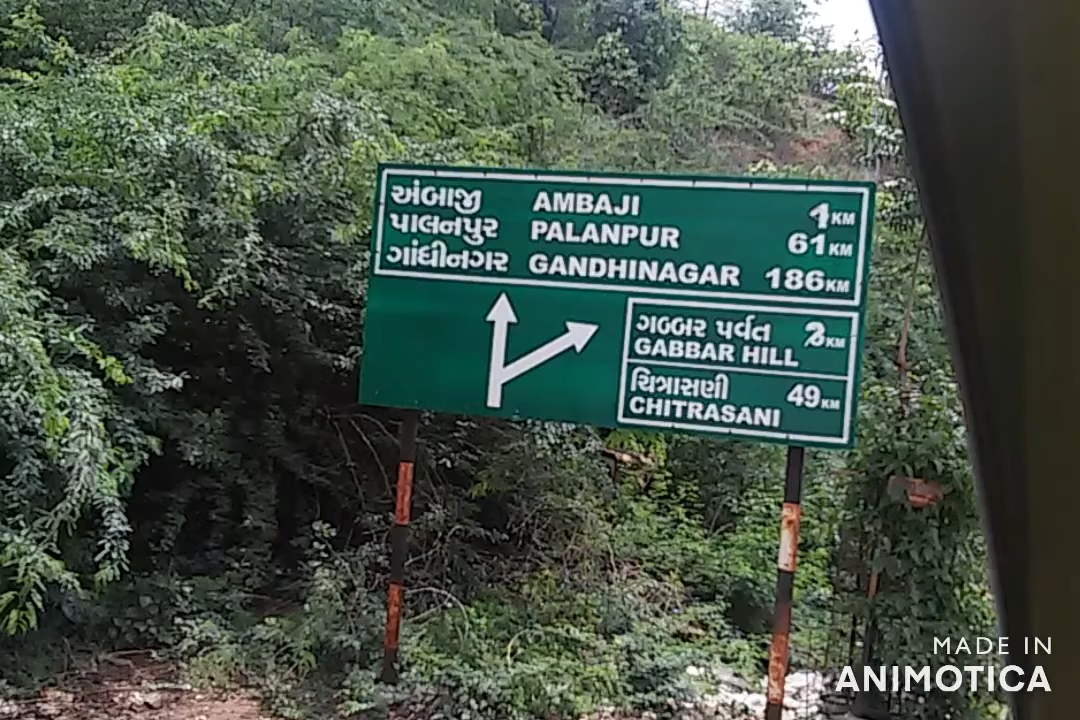 અંબાજી AMBAJI 1KM
પાલનપુર PALANPUR 61KM
ગાંધીનગર GANDHINAGAR 186KM
ગબ્બર પર્વત 2KM
GABBAR HILL
ચિત્રાસણી 49KM
CHITRASANI
MADE IN
ANIMOTICA